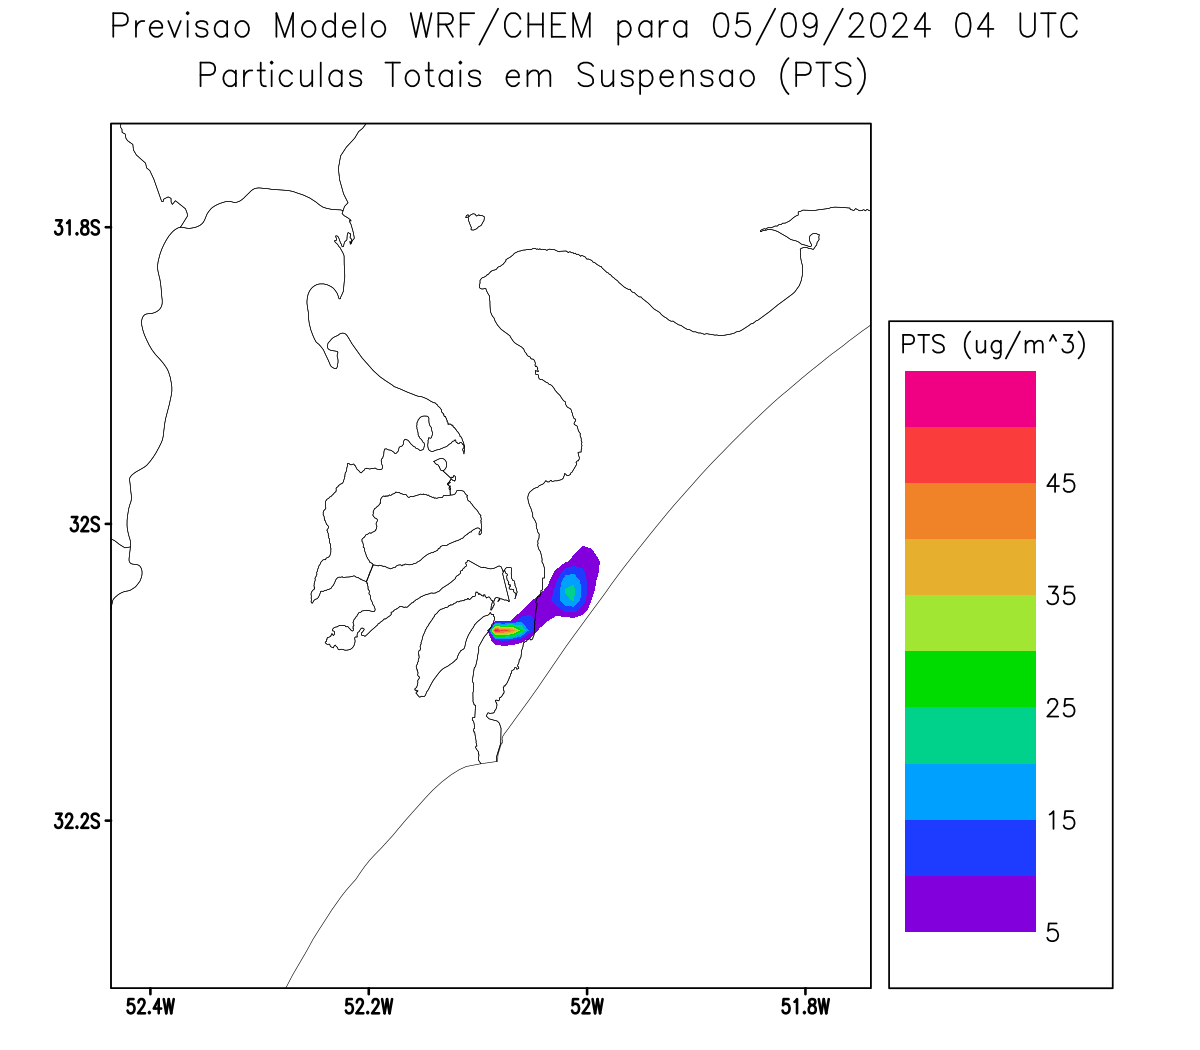 Previsao Modelo WRF/CHEM para 05/09/2024 04 UTC
Particulas Totais em Suspensao (PTS)
31.8S
32S
32.2S
52.4W
52.2W
52W
51.8W
PTS (ug/m^3)
45
35
25
15
5